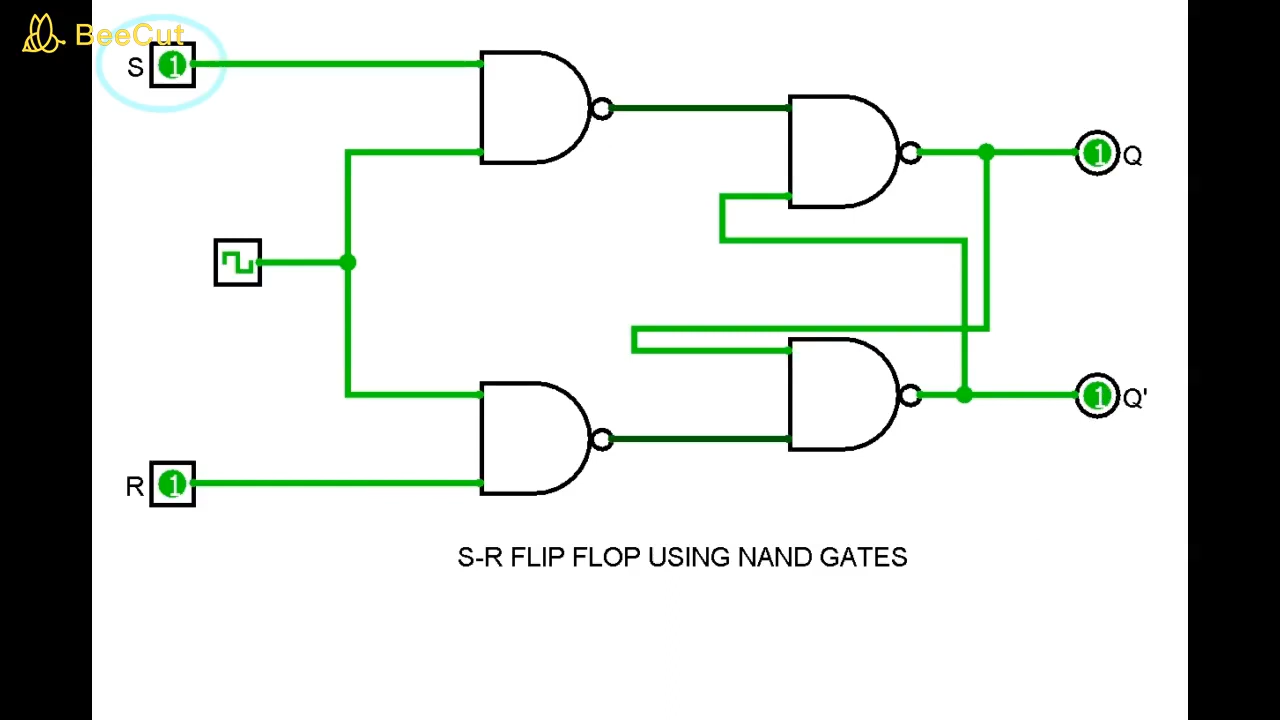 BeeCut
S 1
1 Q
1 Q'
R 1
S-R FLIP FLOP USING NAND GATES